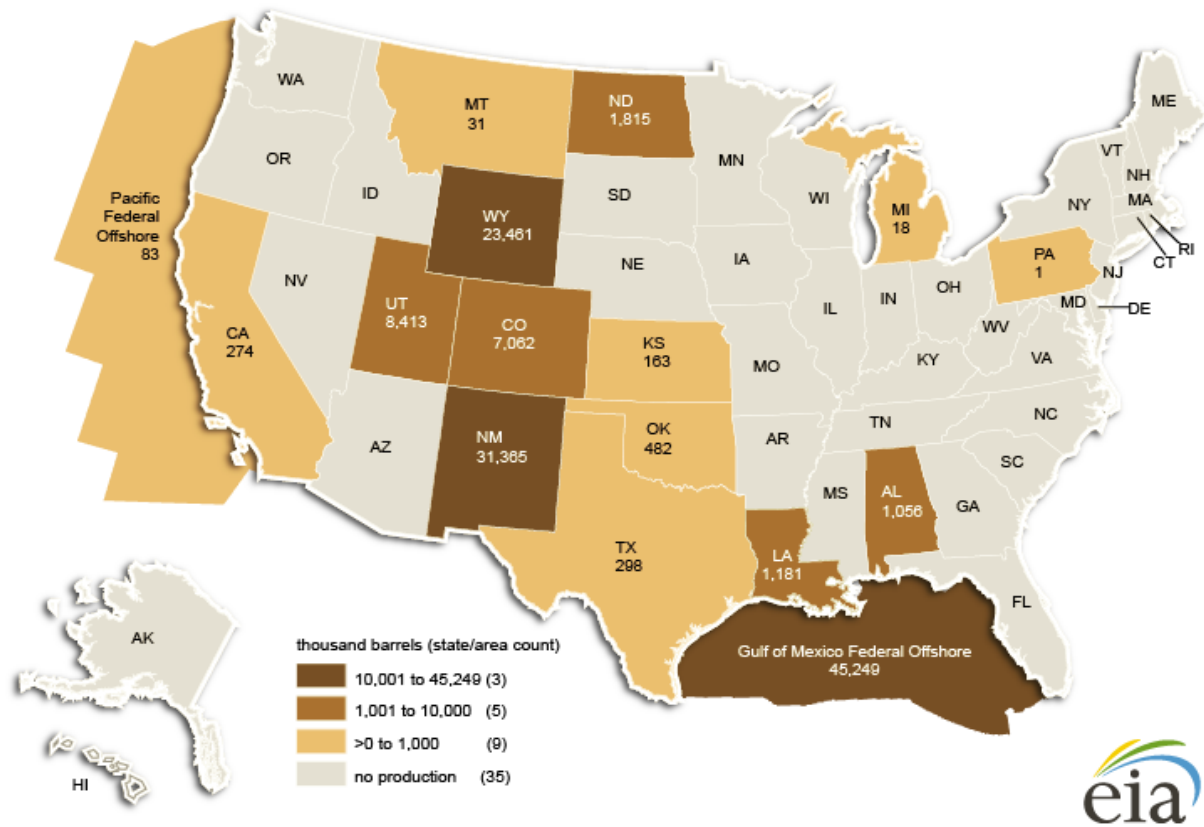 WA
OR
ID
NV
AZ
MT
31
ND
1,815
SD
NE
MN
IA
WI
MO
AR
IL
IN
OH
KY
TN
MS
WV
VA
NC
SC
GA
FL
NY
VT
NH
ME
MA
RI
CT
NJ
DE
MD
Pacific
Federal
Offshore
83
CA
274
WY
23,461
UT
8,413
CO
7,062
NM
31,365
KS
163
OK
482
TX
298
MI
18
PA
1
LA
1,181
AL
1,056
Gulf of Mexico Federal Offshore
45,249
AK
HI
thousand barrels (state/area count)
10,001 to 45,249 (3)
1,001 to 10,000 (5)
>0 to 1,000 (9)
no production (35)
eia